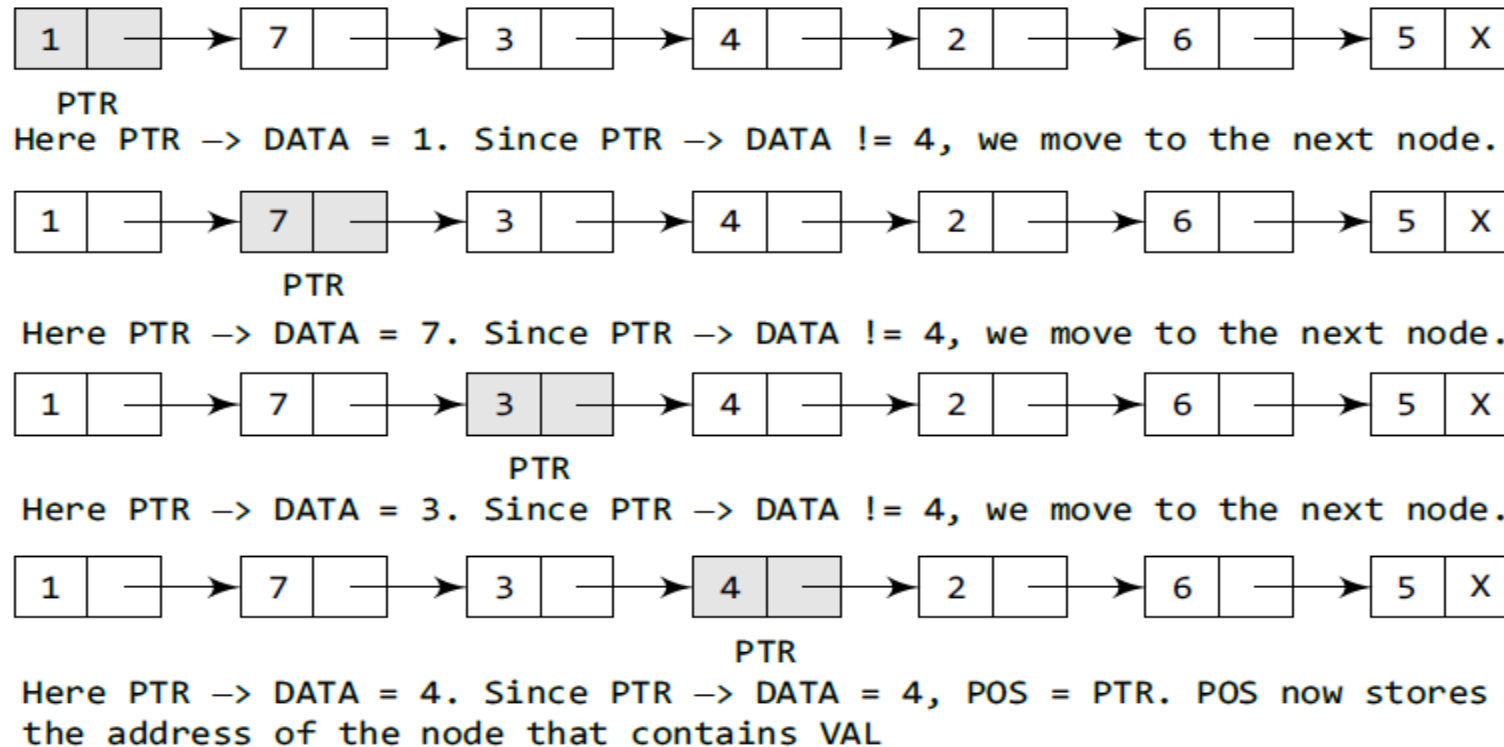 1 7 3 4 2 6 5 X
PTR
Here PTR —> DATA = 1. Since PTR —> DATA != 4, we move to the next node.
1 7 3 4 2 6 5 X
PTR
Here PTR —> DATA = 7. Since PTR —> DATA != 4, we move to the next node.
1 7 3 4 2 6 5 X
PTR
Here PTR —> DATA = 3. Since PTR —> DATA != 4, we move to the next node.
1 7 3 4 2 6 5 X
PTR
Here PTR —> DATA = 4. Since PTR —> DATA = 4, POS = PTR. POS now stores
the address of the node that contains VAL